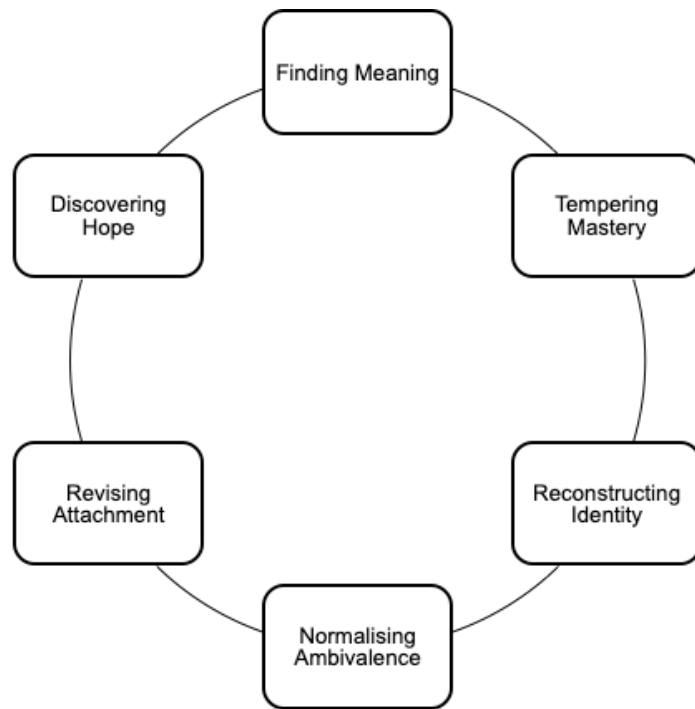 Finding Meaning
Tempering
Mastery
Reconstructing
Identity
Normalising
Ambivalence
Revising
Attachment
Discovering
Hope